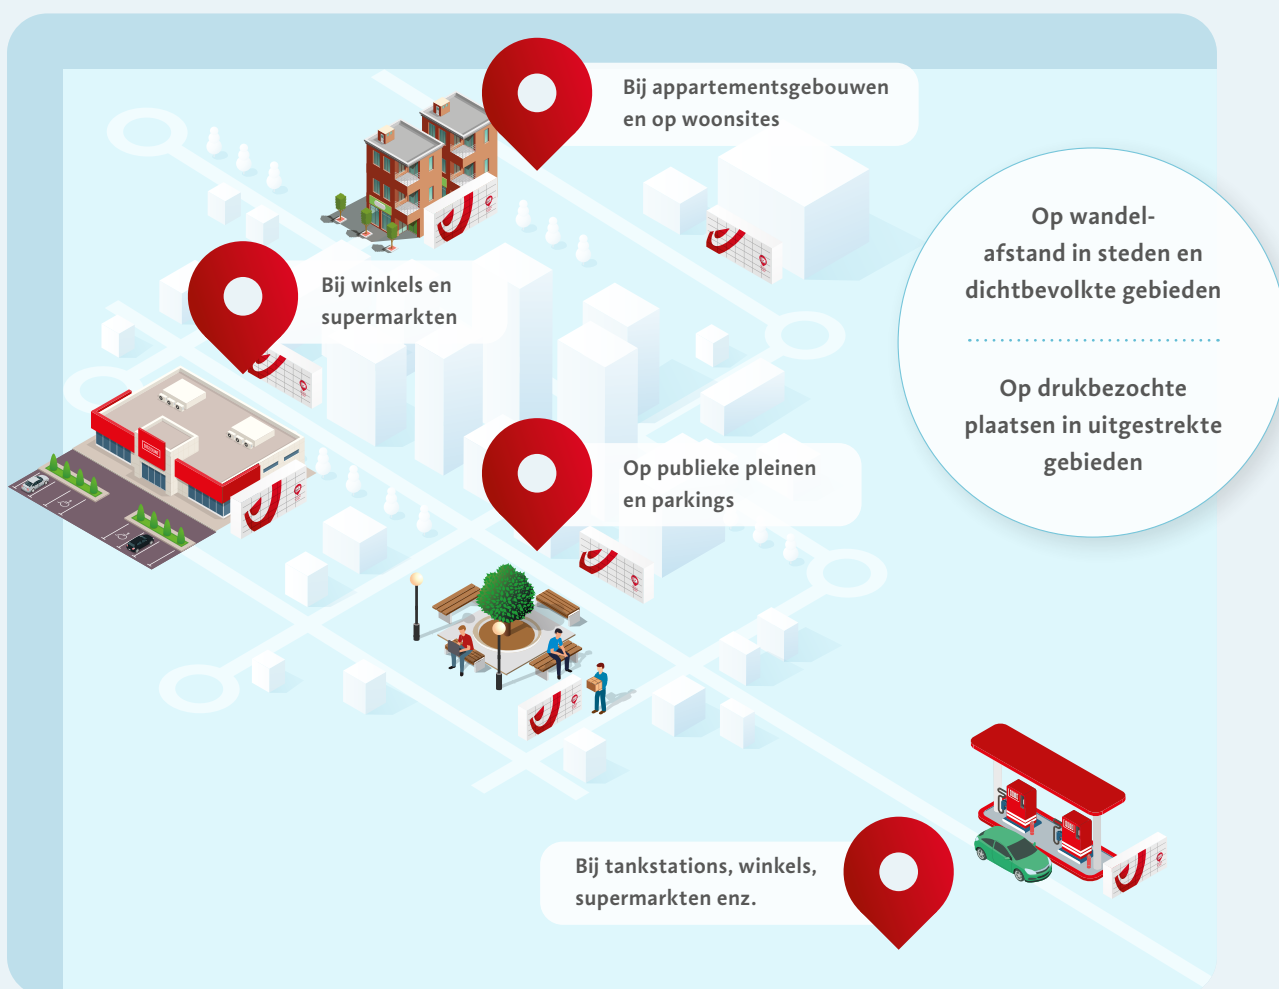 Bij appartementsgebouwen
en op woonsites
Bij winkels en
supermarkten
Op wandel-
afstand in steden en
dichtbevolkte gebieden
Op drukbezochte
plaatsen in uitgestrekte
gebieden
Op publieke pleinen
en parkings
Bij tankstations, winkels,
supermarkten enz.